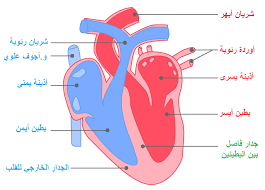 شريان أبهر
شريان رئوية
و.أجوف علوي
أوردة رئوية
أذينة يمنى
أذينة يسرى
بطين أيسر
بطين أيمن
جدار فاصل
بين البطينين
الجدار الخارجي للقلب